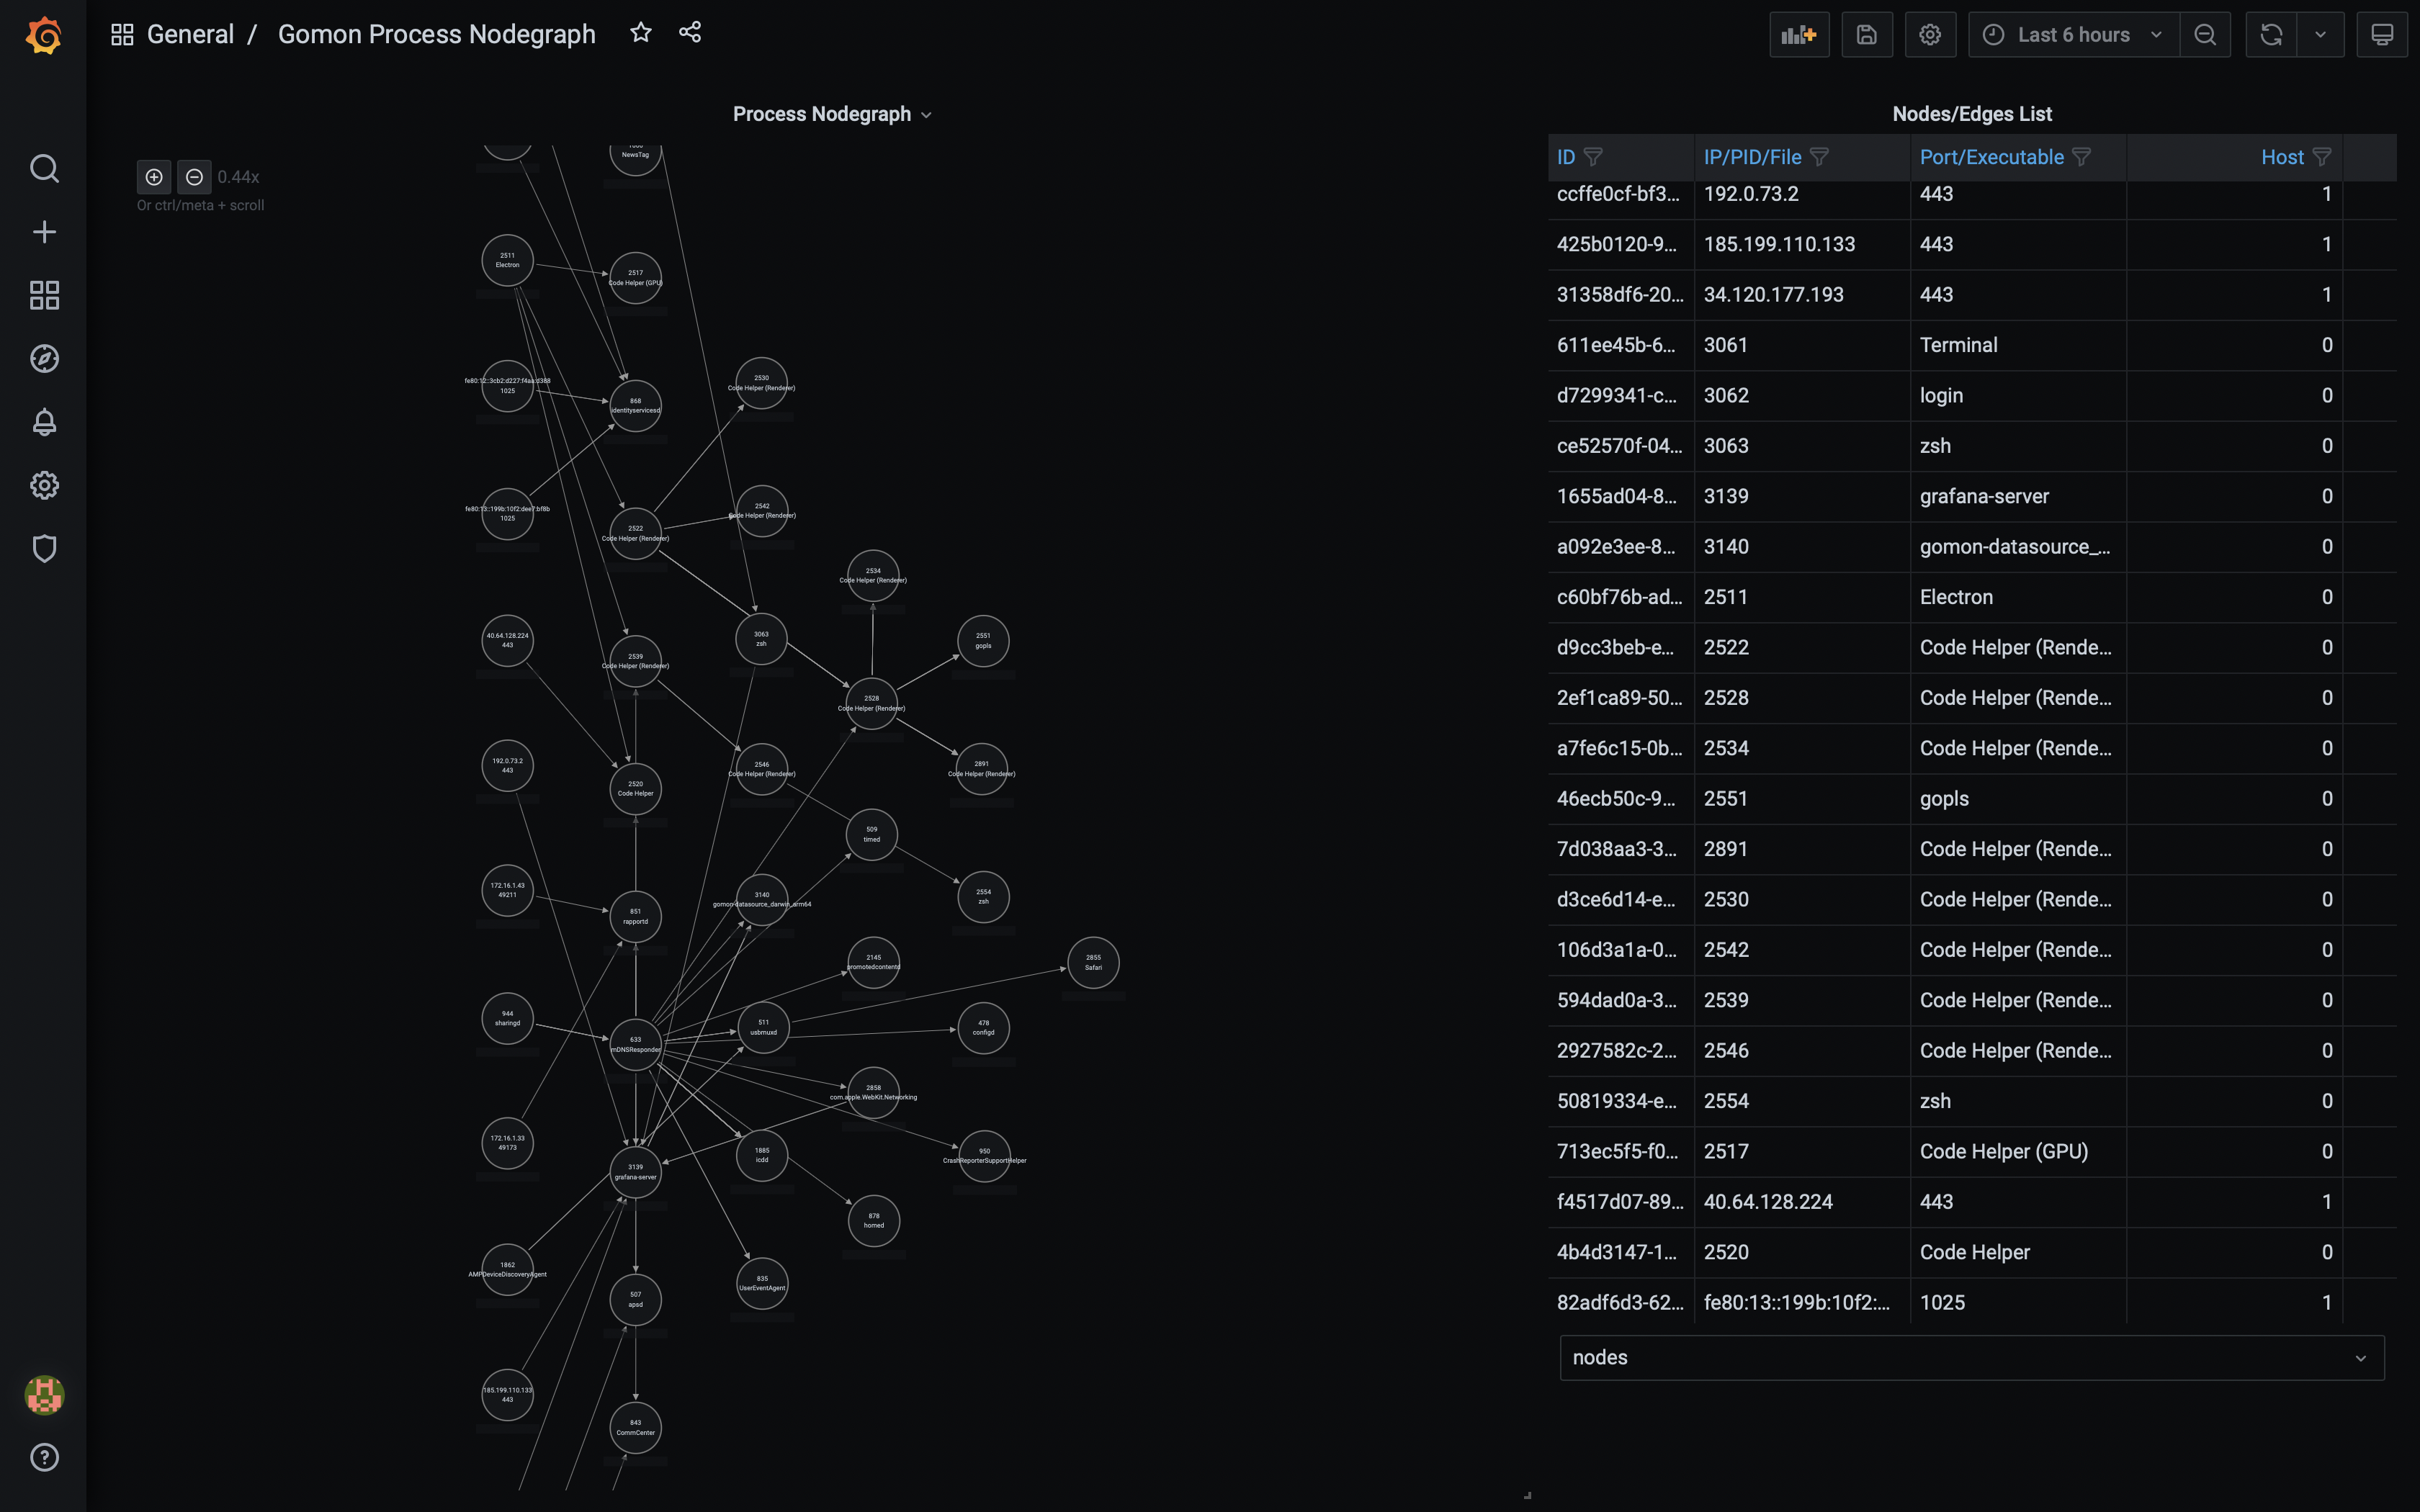 General / Gomon Process Nodegraph
Last 6 hours
Process Nodegraph
0.44x
Or ctrl/meta + scroll
NewsTag
2511
Electron
2517
Code Helper (GPU)
1025
868
identityservicesd
2530
Code Helper (Renderer)
1025
2522
Code Helper (Renderer)
2542
Code Helper (Renderer)
2534
Code Helper (Renderer)
40.64.128.224
443
2539
Code Helper (Renderer)
3063
zsh
2551
gopls
2528
Code Helper (Renderer)
192.0.73.2
443
2520
Code Helper
2546
Code Helper (Renderer)
2891
Code Helper (Renderer)
509
timed
172.16.1.43
49211
851
rapportd
3140
gomon-datasource_darwin_arm64
2554
zsh
2145
promotedcontentd
2855
Safari
944
sharingd
633
mDNSResponder
511
usbmuxd
478
configd
2858
com.apple.WebKit.Networking
172.16.1.33
49173
3139
grafana-server
1885
icdd
950
CrashReporterSupportHelper
878
homed
1862
AMPDeviceDiscoveryAgent
507
apsd
835
UserEventAgent
185.199.110.133
443
843
CommCenter
Nodes/Edges List
ID IP/PID/File Port/Executable Host
ccffe0cf-bf3... 192.0.73.2 443 1
425b0120-9... 185.199.110.133 443 1
31358df6-20... 34.120.177.193 443 1
611ee45b-6... 3061 Terminal 0
d7299341-c... 3062 login 0
ce52570f-04... 3063 zsh 0
1655ad04-8... 3139 grafana-server 0
a092e3ee-8... 3140 gomon-datasource_... 0
c60bf76b-ad... 2511 Electron 0
d9cc3beb-e... 2522 Code Helper (Rende... 0
2ef1ca89-50... 2528 Code Helper (Rende... 0
a7fe6c15-0b... 2534 Code Helper (Rende... 0
46ecb50c-9... 2551 gopls 0
7d038aa3-3... 2891 Code Helper (Rende... 0
d3ce6d14-e... 2530 Code Helper (Rende... 0
106d3a1a-0... 2542 Code Helper (Rende... 0
594dad0a-3... 2539 Code Helper (Rende... 0
2927582c-2... 2546 Code Helper (Rende... 0
50819334-e... 2554 zsh 0
713ec5f5-f0... 2517 Code Helper (GPU) 0
f4517d07-89... 40.64.128.224 443 1
4b4d3147-1... 2520 Code Helper 0
82adf6d3-62... fe80:13::199b:10f2:... 1025 1
nodes